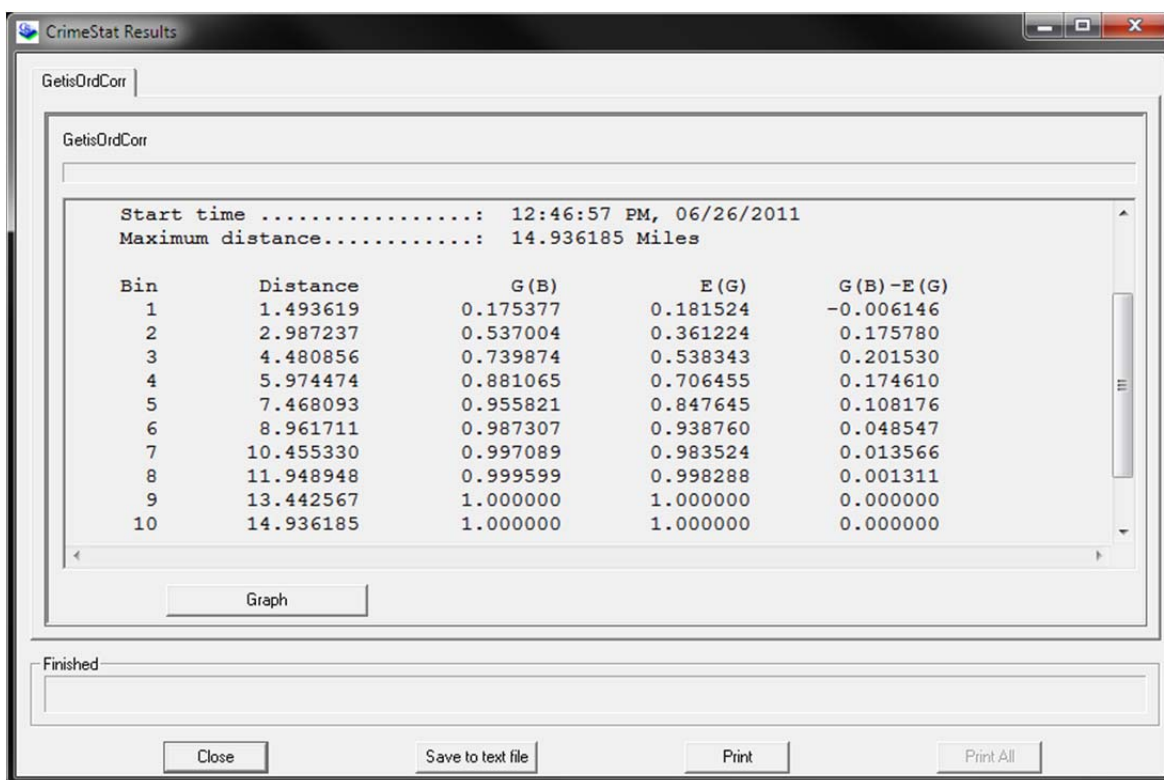 CrimeStat Results
GetisOrdCorr
GetisOrdCorr
Start time .................: 12:46:57 PM, 06/26/2011
Maximum distance............: 14.936185 Miles
Bin Distance G(B) E(G) G(B)-E(G)
1 1.493619 0.175377 0.181524 -0.006146
2 2.987237 0.537004 0.361224 0.175780
3 4.480856 0.739874 0.538343 0.201530
4 5.974474 0.881065 0.706455 0.174610
5 7.468093 0.955821 0.847645 0.108176
6 8.961711 0.987307 0.938760 0.048547
7 10.455330 0.997089 0.983524 0.013566
8 11.948948 0.999599 0.998288 0.001311
9 13.442567 1.000000 1.000000 0.000000
10 14.936185 1.000000 1.000000 0.000000
Graph
Finished
Close Save to text file Print Print All